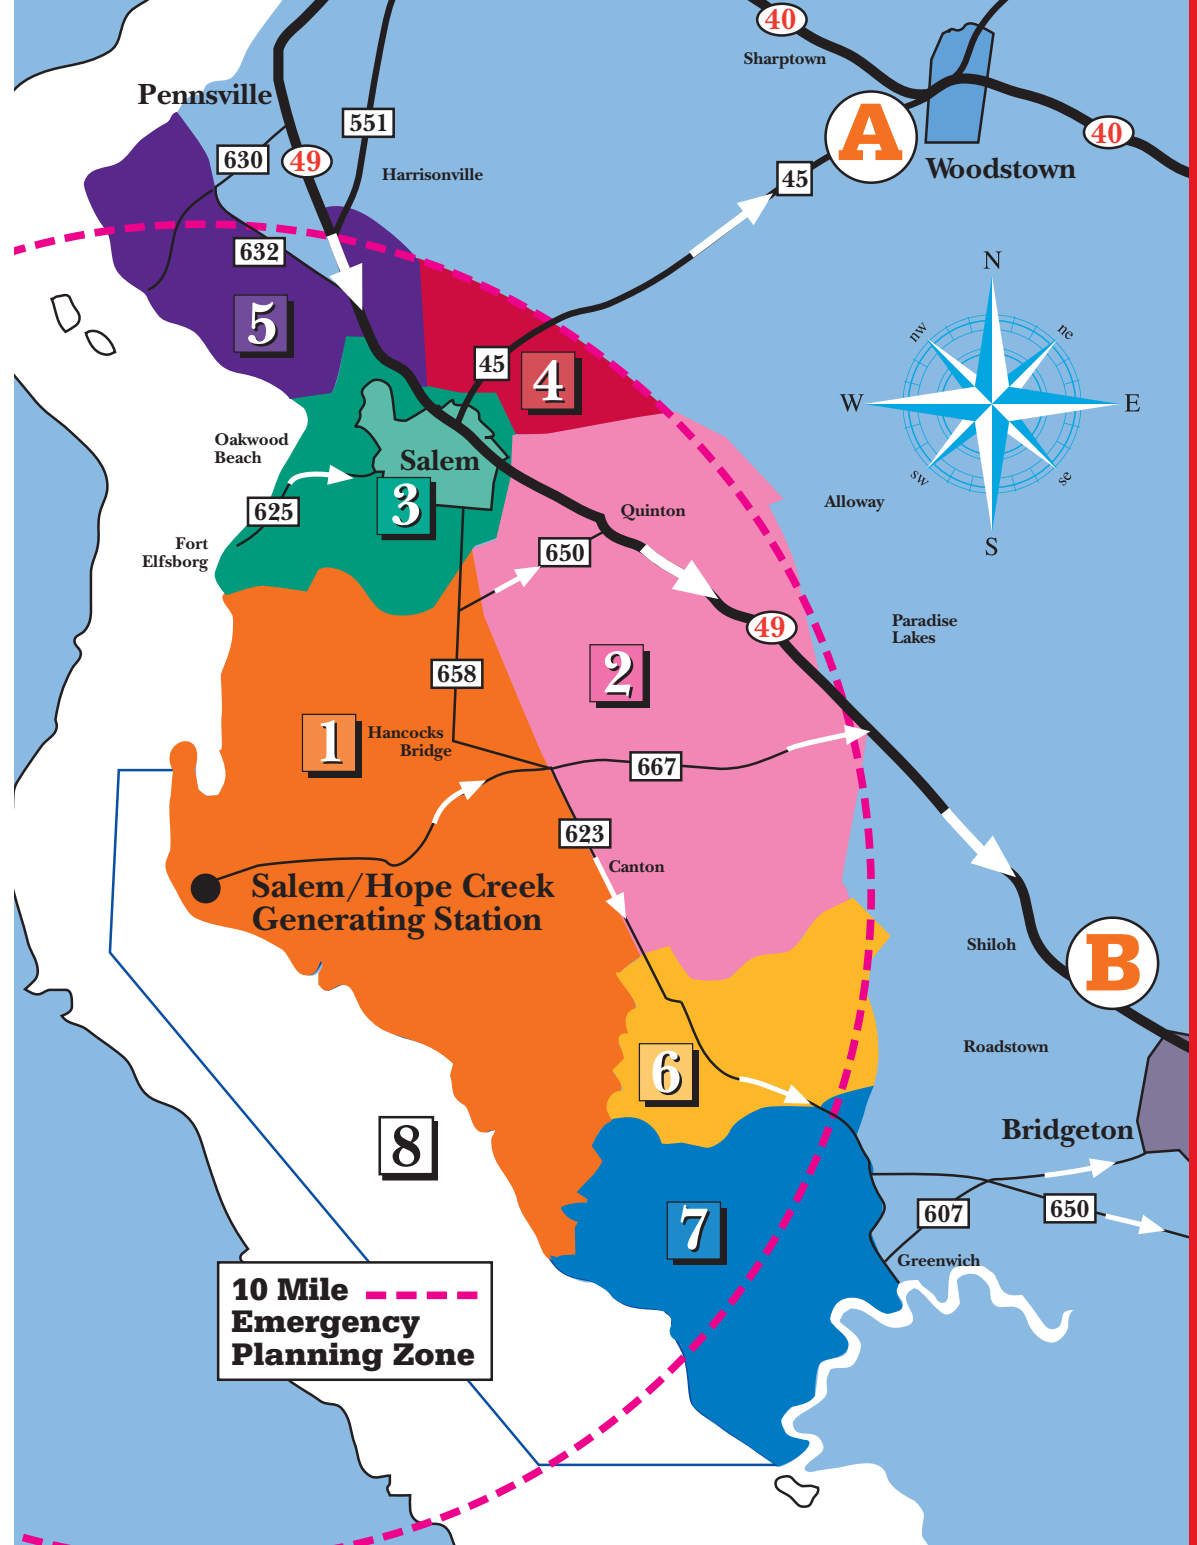 40
Sharptown
Pennsville
551
A
40
630
49
Woodstown
Harrisonville
45
632
N
5
nw
ne
45
4
W
E
Oakwood
Beach
Salem
sw
se
3
625
Quinton
Alloway
S
Fort
Elfsborg
650
49
Paradise
Lakes
658
2
1
Hancocks
Bridge
667
623
Canton
Salem/Hope Creek
Generating Station
Shiloh
B
Roadstown
6
Bridgeton
8
7
607
650
Greenwich
10 Mile
Emergency
Planning Zone